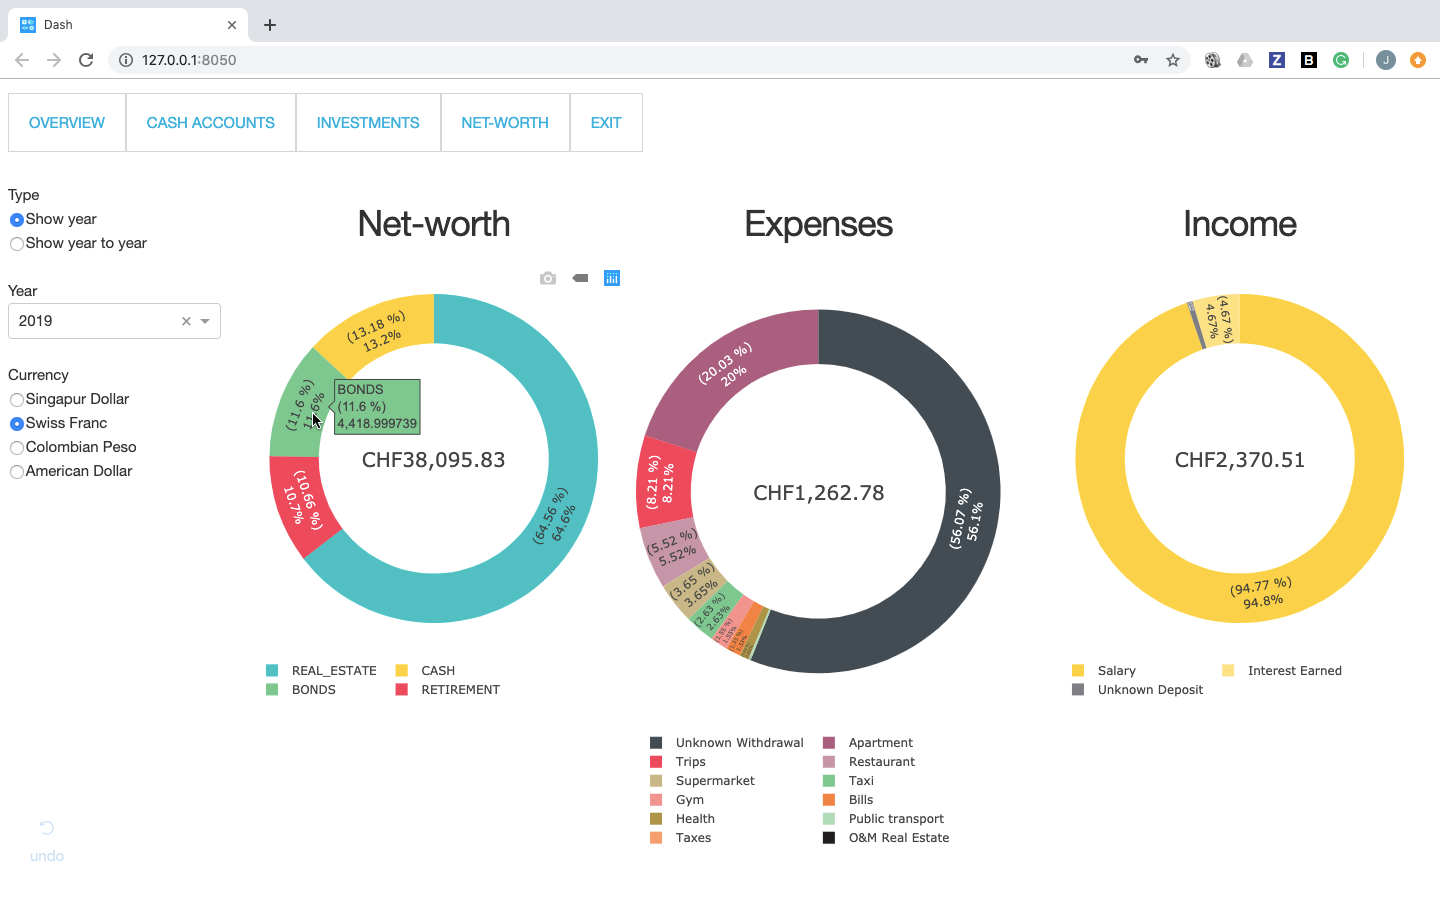 Dash
127.0.0.1:8050
Z
B
J
OVERVIEW
CASH ACCOUNTS
INVESTMENTS
NET-WORTH
EXIT
Type
Show year
Show year to year
Year
2019
Currency
Singapur Dollar
Swiss Franc
Colombian Peso
American Dollar
undo
Net-worth
(13.18 %)
13.2%
(11.6 %)
11.6%
BONDS
(11.6 %)
4,418.999739
CHF38,095.83
(10.66 %)
10.7%
(64.56 %)
64.6%
REAL_ESTATE
CASH
BONDS
RETIREMENT
Expenses
(20.03 %)
20%
(8.21 %)
8.21%
CHF1,262.78
(56.07 %)
56.1%
(5.52 %)
5.52%
(3.65 %)
3.65%
(2.63 %)
2.63%
(1.55 %)
1.55%
Unknown Withdrawal
Apartment
Trips
Restaurant
Supermarket
Taxi
Gym
Bills
Health
Public transport
Taxes
O&M Real Estate
Income
(4.67 %)
4.67%
CHF2,370.51
(94.77 %)
94.8%
Salary
Interest Earned
Unknown Deposit